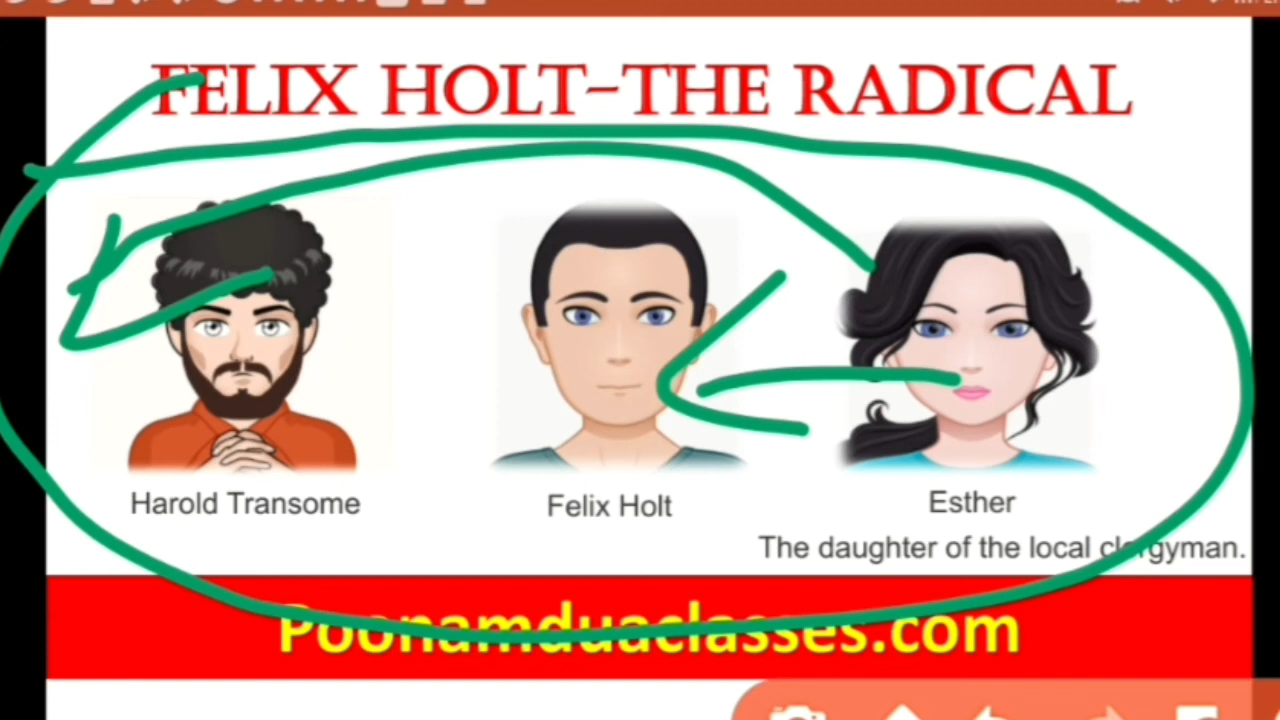 FELIX HOLT-THE RADICAL
Harold Transome
Felix Holt
Esther
The daughter of the local clergyman.
Poonamduaclasses.com